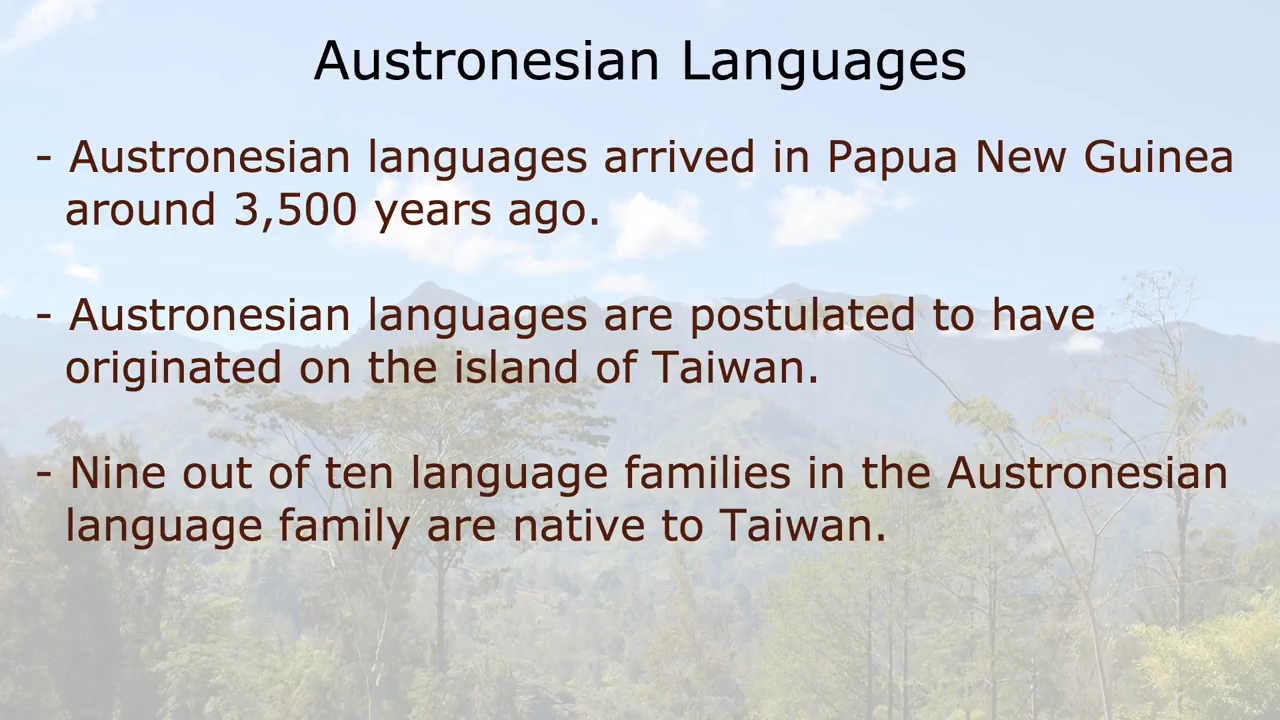 Austronesian Languages
- Austronesian languages arrived in Papua New Guinea
around 3,500 years ago.
- Austronesian languages are postulated to have
originated on the island of Taiwan.
- Nine out of ten language families in the Austronesian
language family are native to Taiwan.